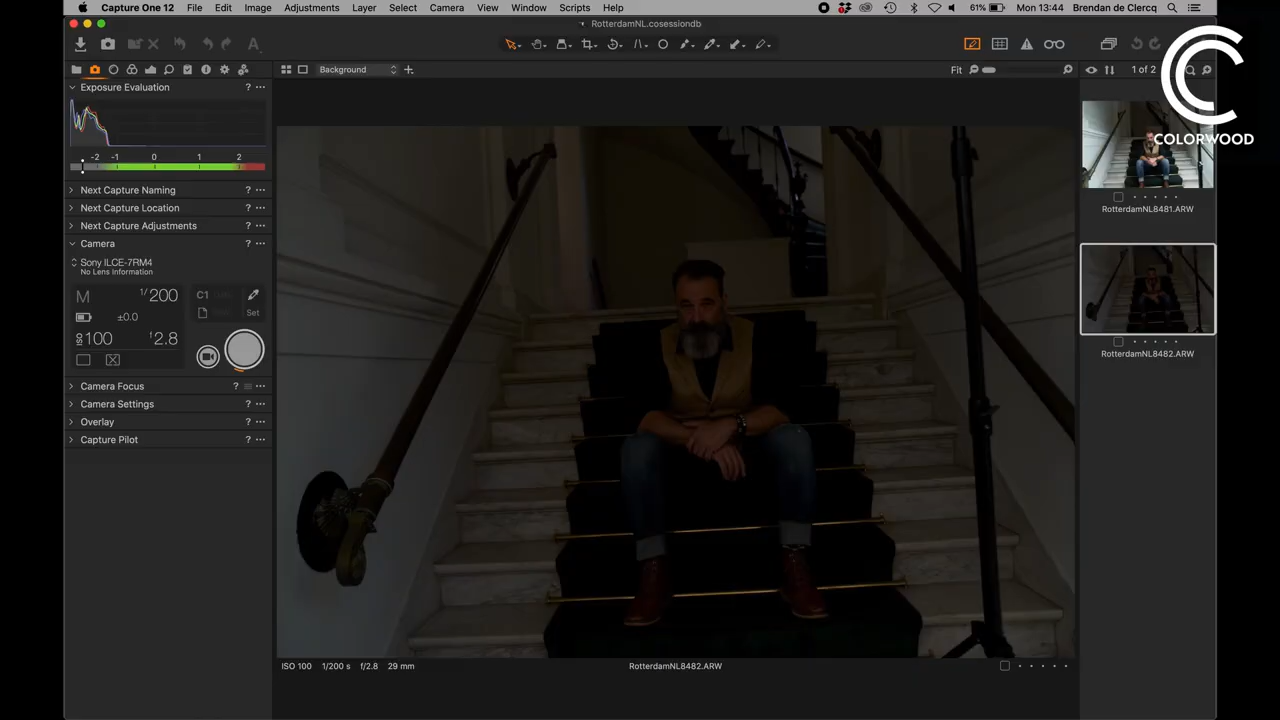 Capture One 12 File Edit Image Adjustments Layer Select Camera View Window Scripts Help 61% Mon 13:44 Brendan de Clercq
RotterdamNL.cosessiondb
Background
Fit
1 of 2
COLORWOOD
Exposure Evaluation ? ...
-2 -1 0 1 2
Next Capture Naming ? ...
Next Capture Location ? ...
Next Capture Adjustments ? ...
Camera ? ...
Sony ILCE-7RM4
No Lens Information
M 1/200 C1
±0.0 Set
ISO 100 f2.8
Camera Focus ? ...
Camera Settings ? ...
Overlay ? ...
Capture Pilot ? ...
RotterdamNL8481.ARW
RotterdamNL8482.ARW
ISO 100 1/200 s f/2.8 29 mm RotterdamNL8482.ARW